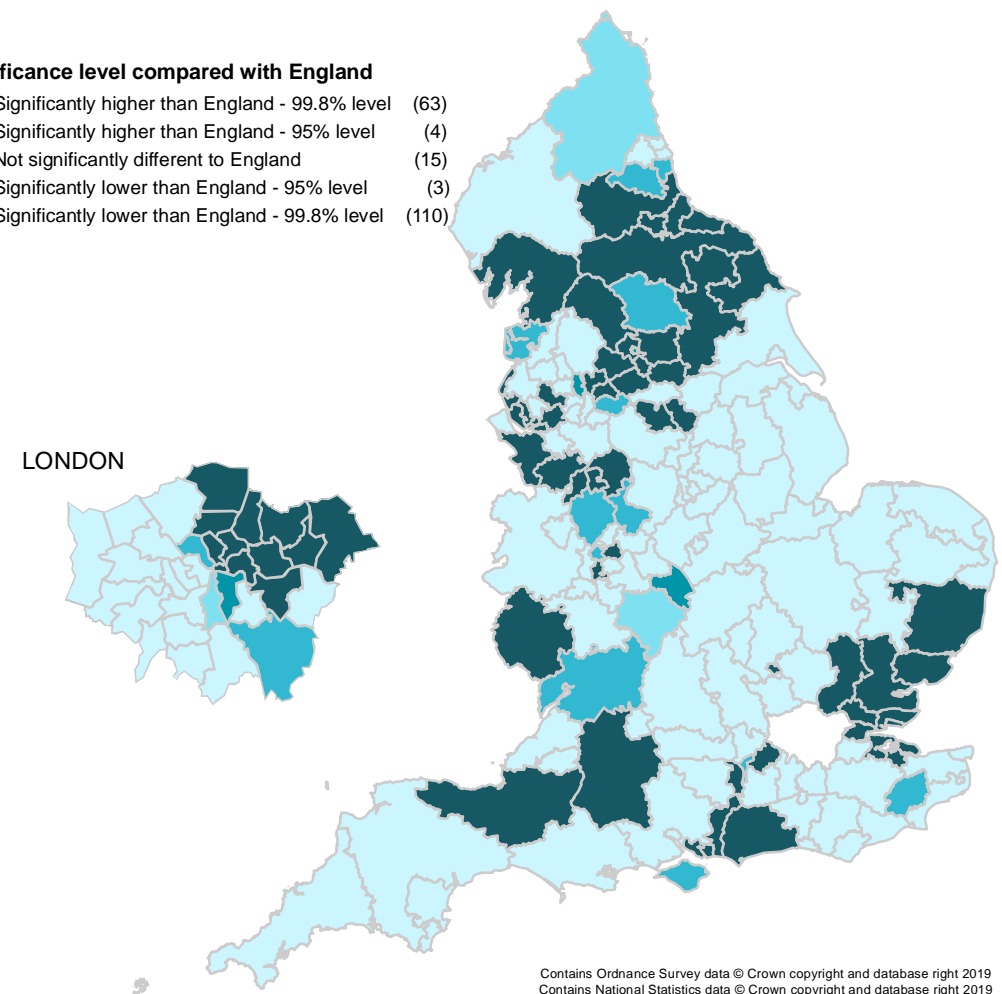 ficance level compared with England
Significantly higher than England - 99.8% level (63)
Significantly higher than England - 95% level (4)
Not significantly different to England (15)
Significantly lower than England - 95% level (3)
Significantly lower than England - 99.8% level (110)
LONDON
Contains Ordnance Survey data © Crown copyright and database right 2019
Contains National Statistics data © Crown copyright and database right 2019